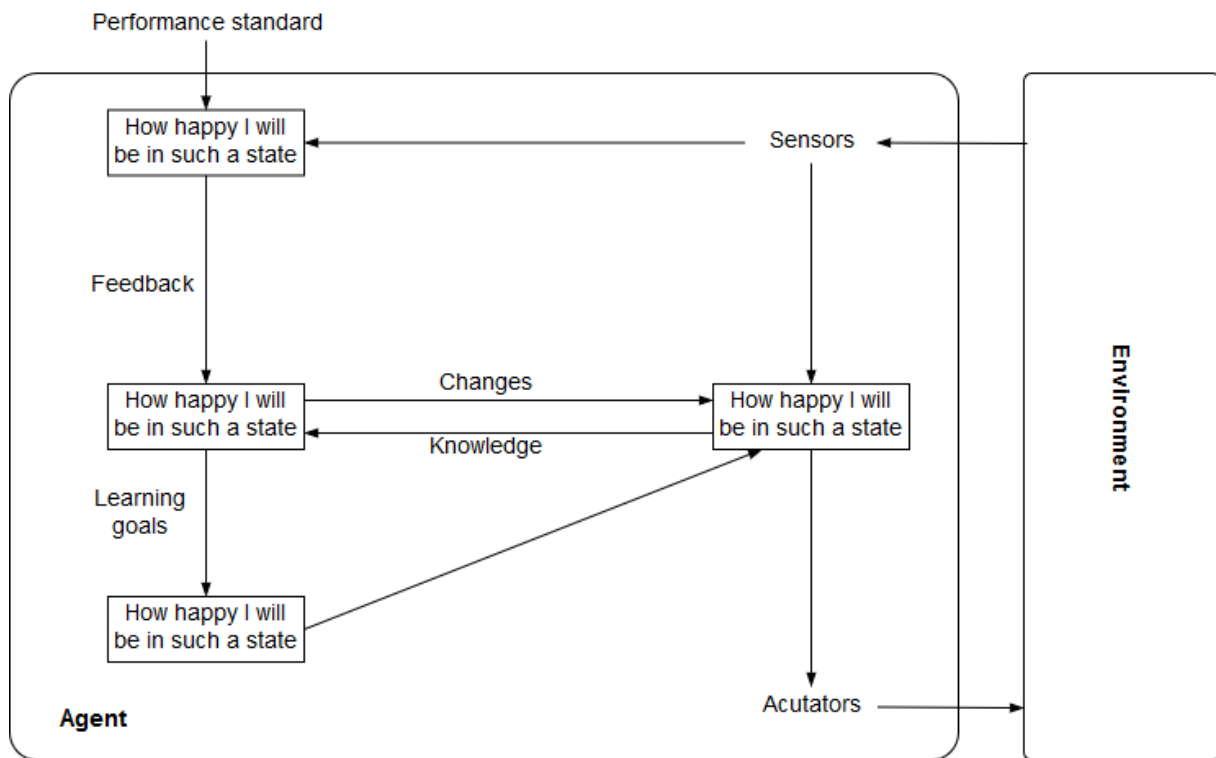 Performance standard
How happy I will
be in such a state
Sensors
Feedback
How happy I will
be in such a state
Changes
Knowledge
How happy I will
be in such a state
Environment
Learning
goals
How happy I will
be in such a state
Agent
Acutators